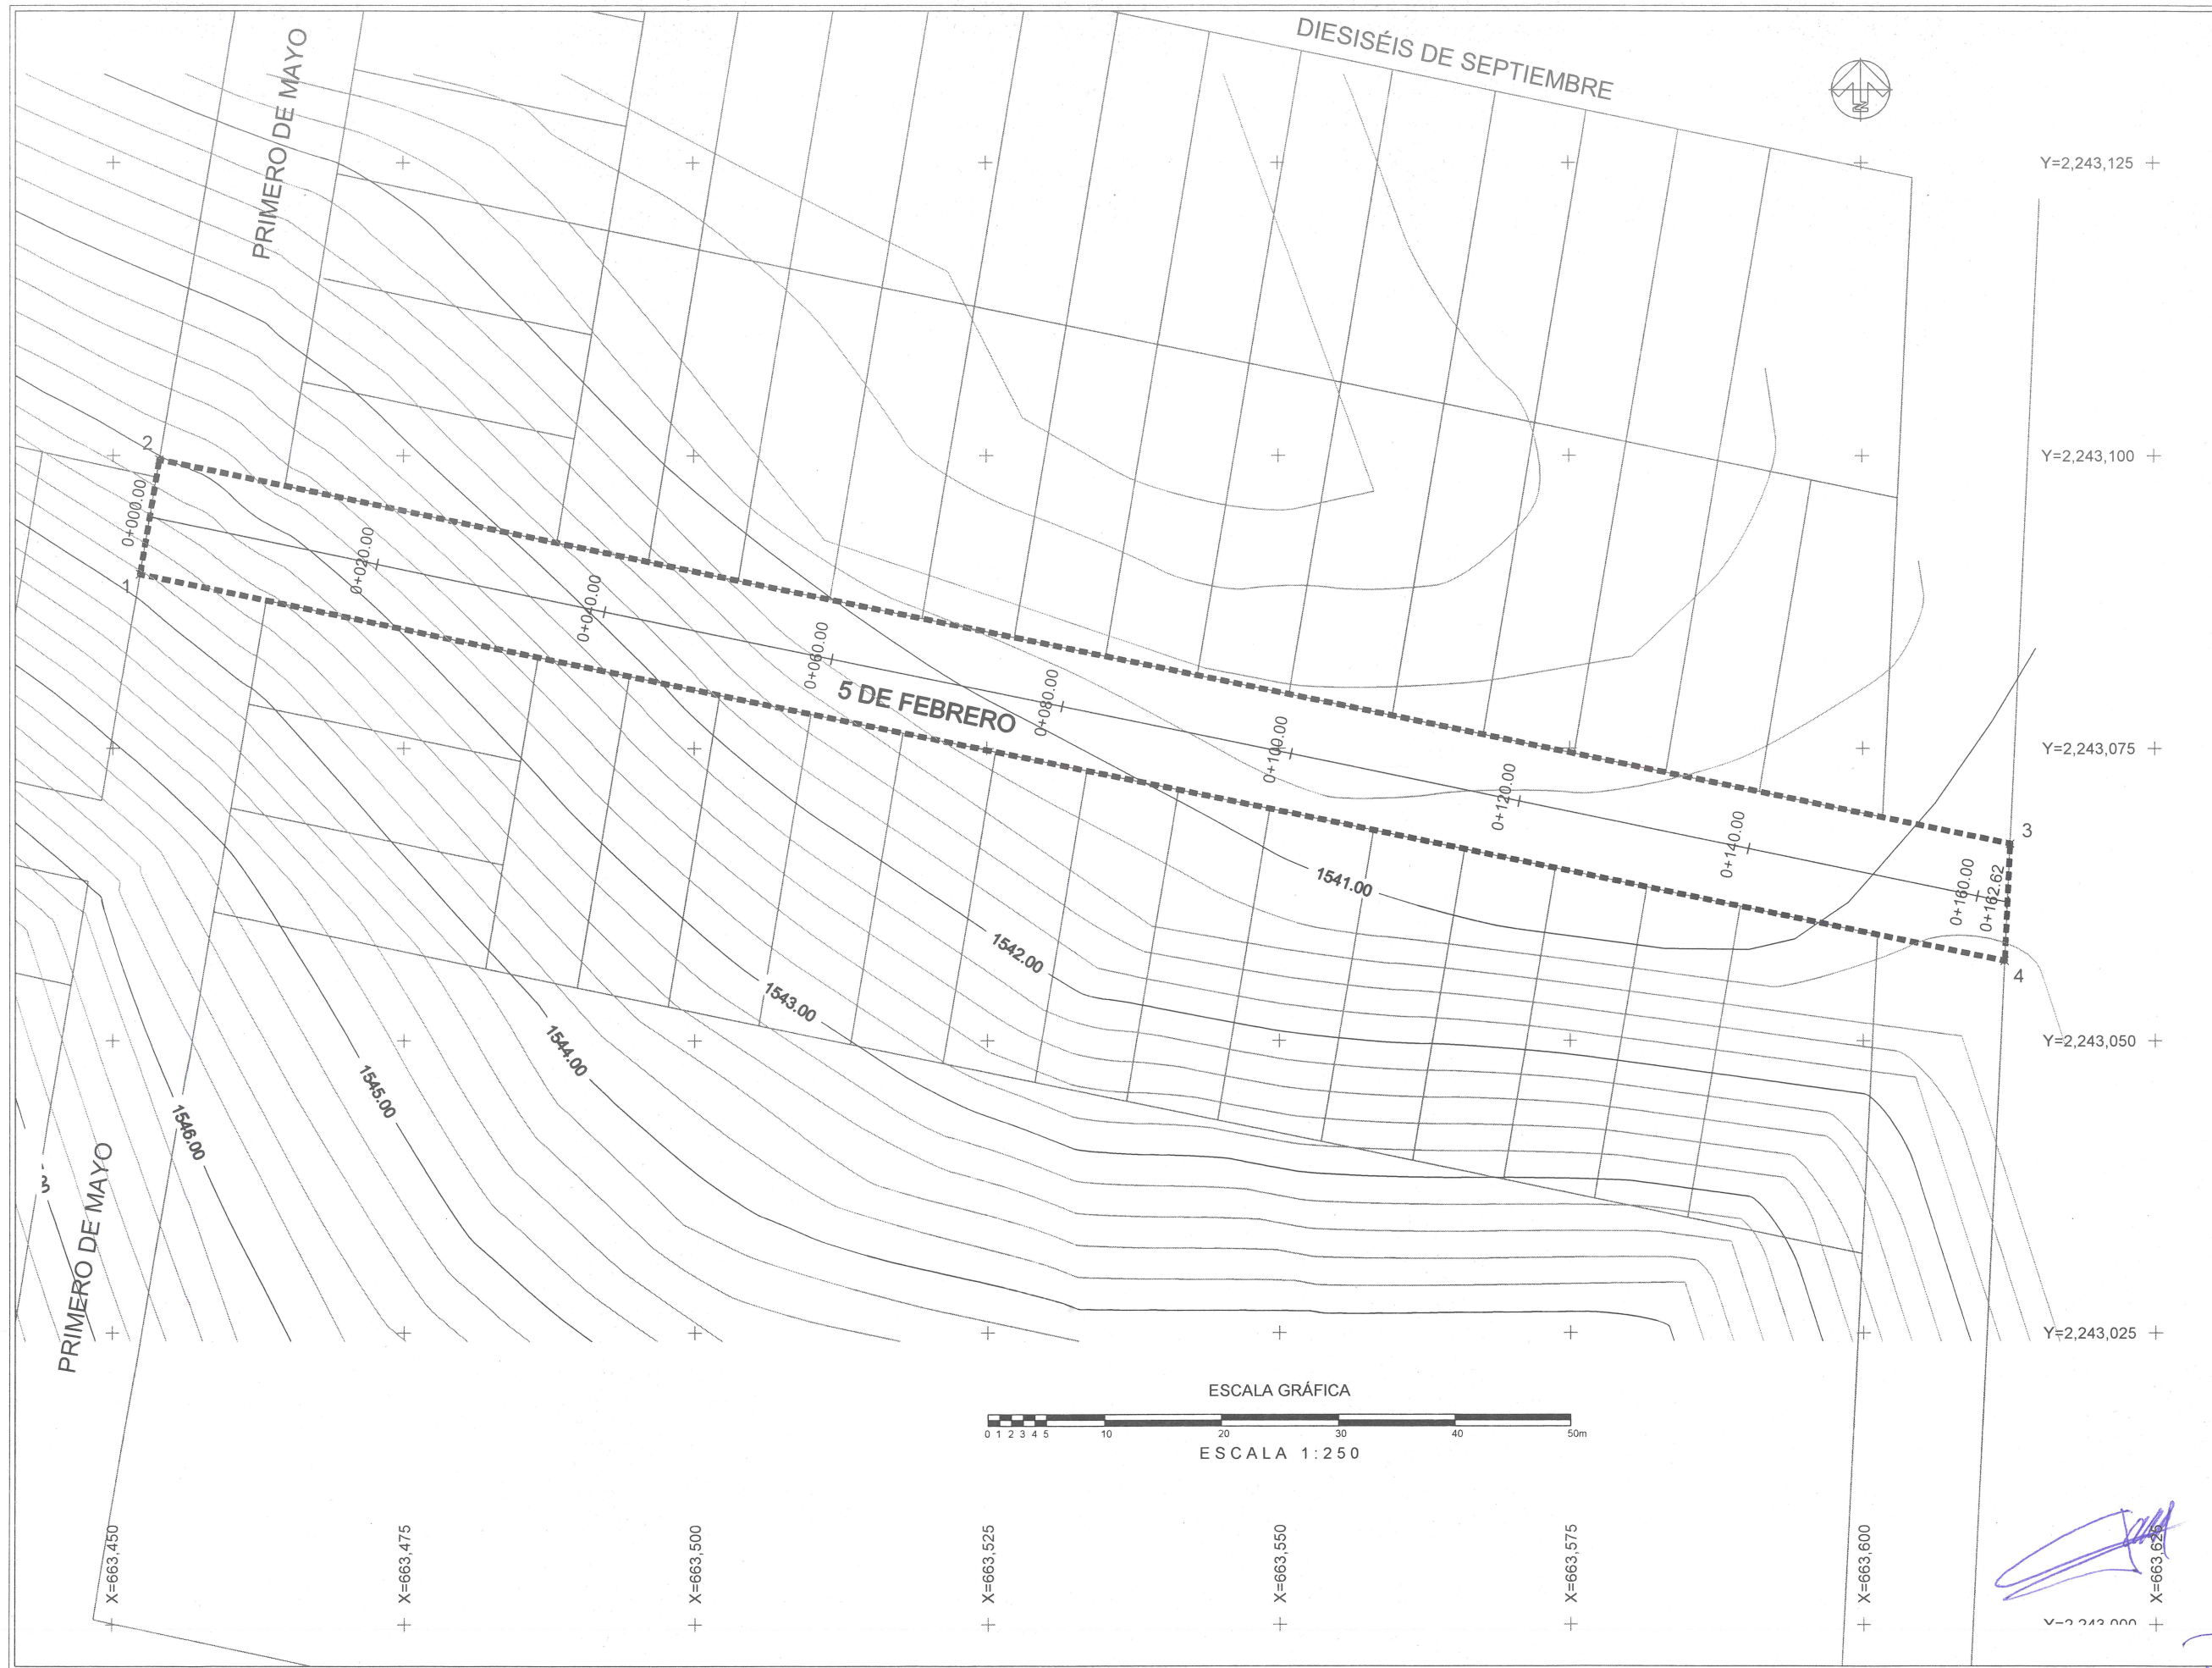 DIESISÉIS DE SEPTIEMBRE
PRIMERO DE MAYO
N
Y=2,243,125
Y=2,243,100
Y=2,243,075
Y=2,243,050
Y=2,243,025
2
1
3
4
0+000.00
0+020.00
0+040.00
0+060.00
0+080.00
0+100.00
0+120.00
0+140.00
0+160.00
0+162.62
5 DE FEBRERO
1541.00
1542.00
1543.00
1544.00
1545.00
1546.00
PRIMERO DE MAYO
ESCALA GRÁFICA
0 1 2 3 4 5 10 20 30 40 50m
ESCALA 1:250
X=663,450
X=663,475
X=663,500
X=663,525
X=663,550
X=663,575
X=663,600
X=663,625
Y=2,243,000